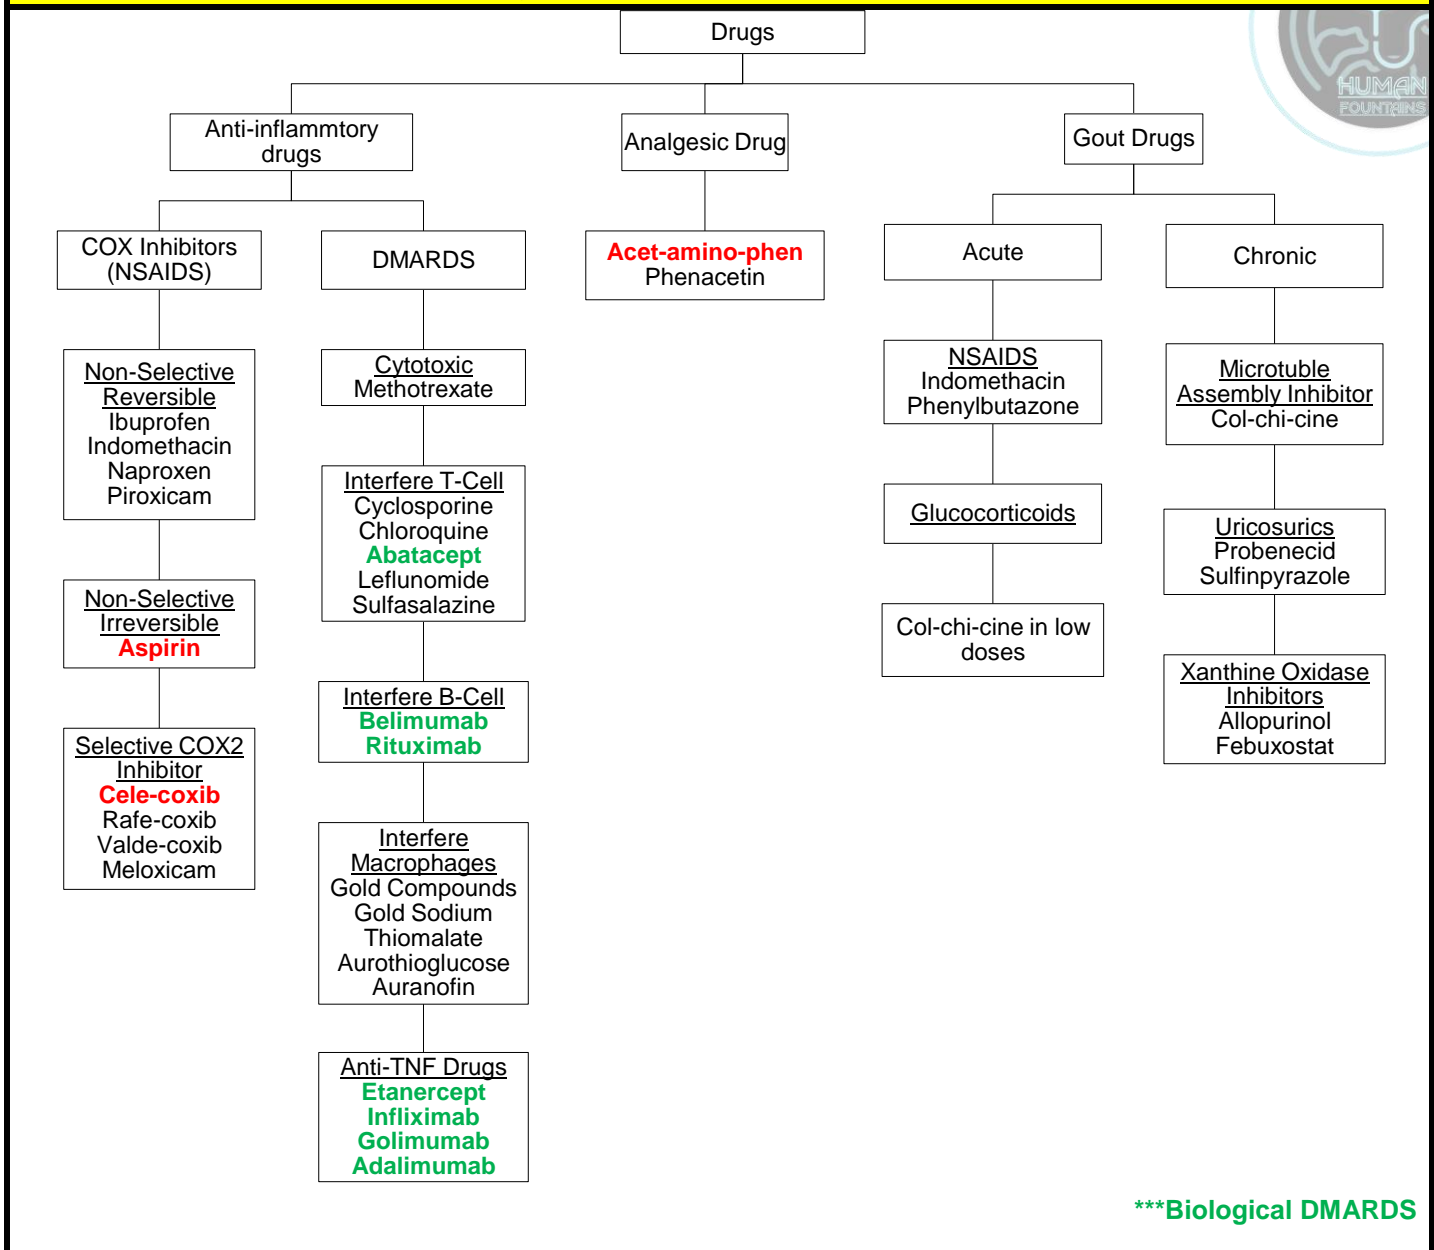 Drugs
HUMAN
FOUNTAINS
Anti-inflammtory
drugs
Analgesic Drug
Gout Drugs
COX Inhibitors
(NSAIDS)
DMARDS
Acet-amino-phen
Phenacetin
Acute
Chronic
Non-Selective
Reversible
Ibuprofen
Indomethacin
Naproxen
Piroxicam
Non-Selective
Irreversible
Aspirin
Selective COX2
Inhibitor
Cele-coxib
Rafe-coxib
Valde-coxib
Meloxicam
Cytotoxic
Methotrexate
Interfere T-Cell
Cyclosporine
Chloroquine
Abatacept
Leflunomide
Sulfasalazine
Interfere B-Cell
Belimumab
Rituximab
Interfere
Macrophages
Gold Compounds
Gold Sodium
Thiomalate
Aurothioglucose
Auranofin
Anti-TNF Drugs
Etanercept
Infliximab
Golimumab
Adalimumab
NSAIDS
Indomethacin
Phenylbutazone
Glucocorticoids
Col-chi-cine in low
doses
Microtuble
Assembly Inhibitor
Col-chi-cine
Uricosurics
Probenecid
Sulfinpyrazole
Xanthine Oxidase
Inhibitors
Allopurinol
Febuxostat
***Biological DMARDS